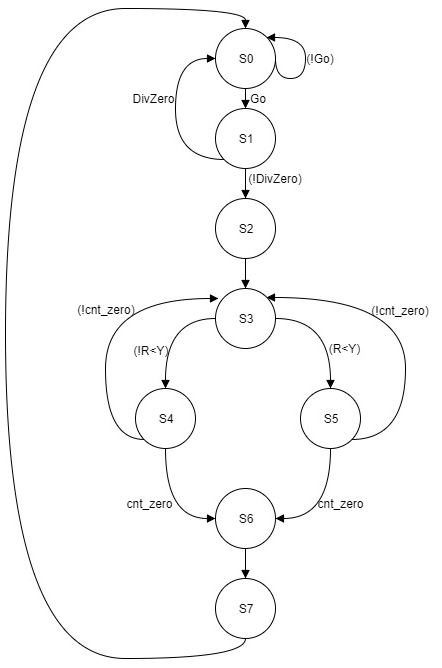 S0
(!Go)
DivZero
Go
S1
(!DivZero)
S2
(!cnt_zero)
S3
(!cnt_zero)
(!R<Y)
(R<Y)
S4
S5
cnt_zero
cnt_zero
S6
S7